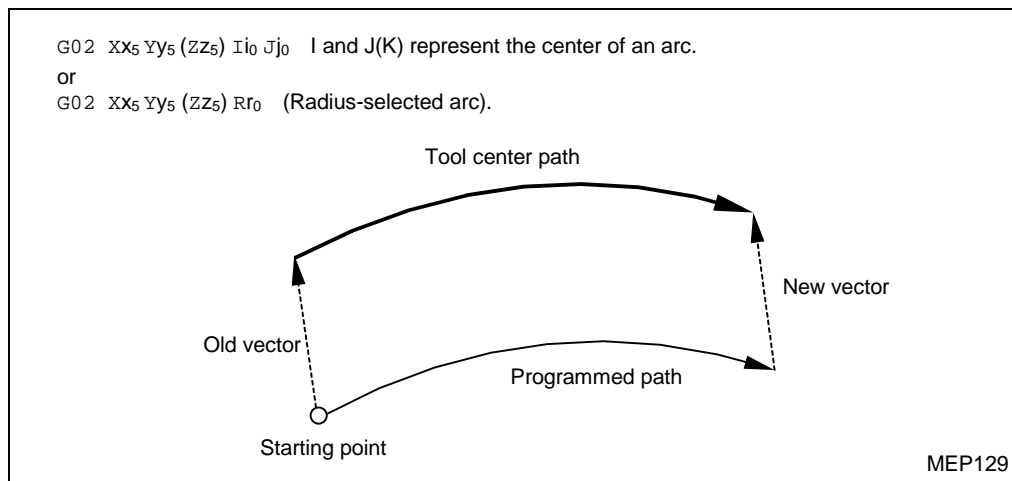 G02 Xx5 Yy5 (Zz5) Ii0 Jj0 I and J(K) represent the center of an arc.
or
G02 Xx5 Yy5 (Zz5) Rr0 (Radius-selected arc).
Tool center path
New vector
Old vector
Programmed path
Starting point
MEP129